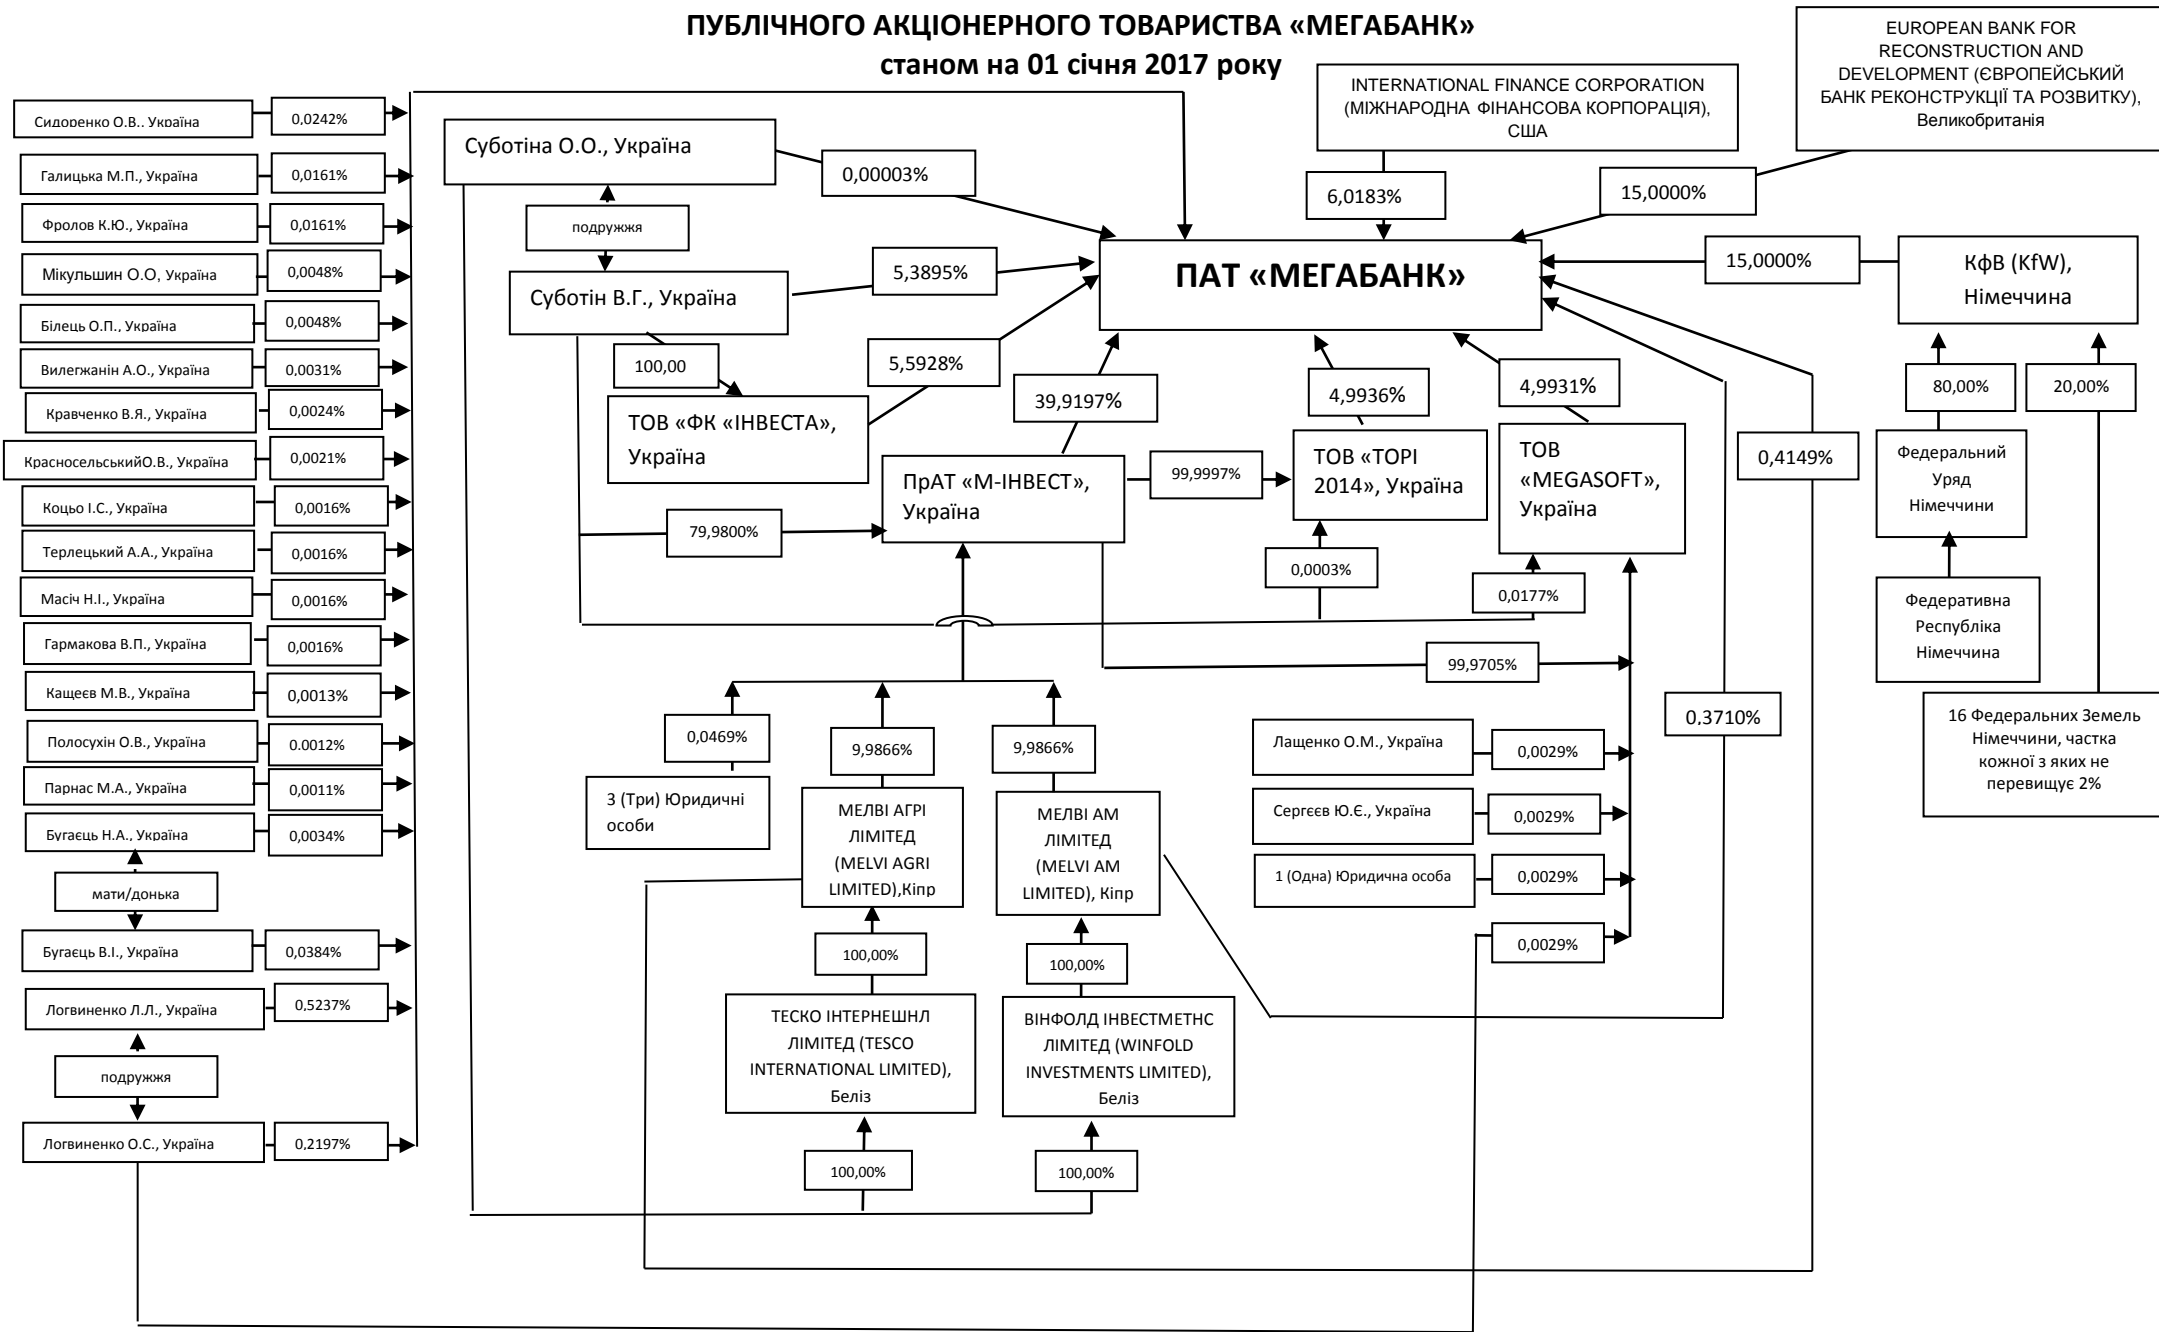 ПУБЛІЧНОГО АКЦІОНЕРНОГО ТОВАРИСТВА «МЕГАБАНК»
станом на 01 січня 2017 року
EUROPEAN BANK FOR
RECONSTRUCTION AND
DEVELOPMENT (ЄВРОПЕЙСЬКИЙ
БАНК РЕКОНСТРУКЦІЇ ТА РОЗВИТКУ),
Великобританія
INTERNATIONAL FINANCE CORPORATION
(МІЖНАРОДНА ФІНАНСОВА КОРПОРАЦІЯ),
США
Сидоренко О.В., Україна
0,0242%
Галицька М.П., Україна
0,0161%
Фролов К.Ю., Україна
0,0161%
Мікульшин О.О, Україна
0,0048%
Білець О.П., Україна
0,0048%
Вилегжанін А.О., Україна
0,0031%
Кравченко В.Я., Україна
0,0024%
КрасносельськийО.В., Україна
0,0021%
Коцьо І.С., Україна
0,0016%
Терлецький А.А., Україна
0,0016%
Масіч Н.І., Україна
0,0016%
Гармакова В.П., Україна
0,0016%
Кащеєв М.В., Україна
0,0013%
Полосухін О.В., Україна
0.0012%
Парнас М.А., Україна
0,0011%
Бугаєць Н.А., Україна
0,0034%
мати/донька
Бугаєць В.І., Україна
0,0384%
Логвиненко Л.Л., Україна
0,5237%
подружжя
Логвиненко О.С., Україна
0,2197%
Суботіна О.О., Україна
0,00003%
6,0183%
15,0000%
подружжя
Суботін В.Г., Україна
5,3895%
ПАТ «МЕГАБАНК»
15,0000%
КфВ (KfW),
Німеччина
100,00
5,5928%
ТОВ «ФК «ІНВЕСТА»,
Україна
39,9197%
4,9936%
4,9931%
80,00%
20,00%
0,4149%
ПрАТ «М-ІНВЕСТ»,
Україна
99,9997%
ТОВ «ТОРІ
2014», Україна
ТОВ
«MEGASOFT»,
Україна
Федеральний
Уряд
Німеччини
79,9800%
0,0003%
0,0177%
Федеративна
Республіка
Німеччина
99,9705%
0,3710%
16 Федеральних Земель
Німеччини, частка
кожної з яких не
перевищує 2%
0,0469%
9,9866%
9,9866%
3 (Три) Юридичні
особи
МЕЛВІ АГРІ
ЛІМІТЕД
(MELVI AGRI
LIMITED),Кіпр
МЕЛВІ АМ
ЛІМІТЕД
(MELVI AM
LIMITED), Кіпр
Лащенко О.М., Україна
0,0029%
Сергєєв Ю.Є., Україна
0,0029%
1 (Одна) Юридична особа
0,0029%
0,0029%
100,00%
100,00%
ТЕСКО ІНТЕРНЕШНЛ
ЛІМІТЕД (TESCO
INTERNATIONAL LIMITED),
Беліз
ВІНФОЛД ІНВЕСТМЕТНС
ЛІМІТЕД (WINFOLD
INVESTMENTS LIMITED),
Беліз
100,00%
100,00%